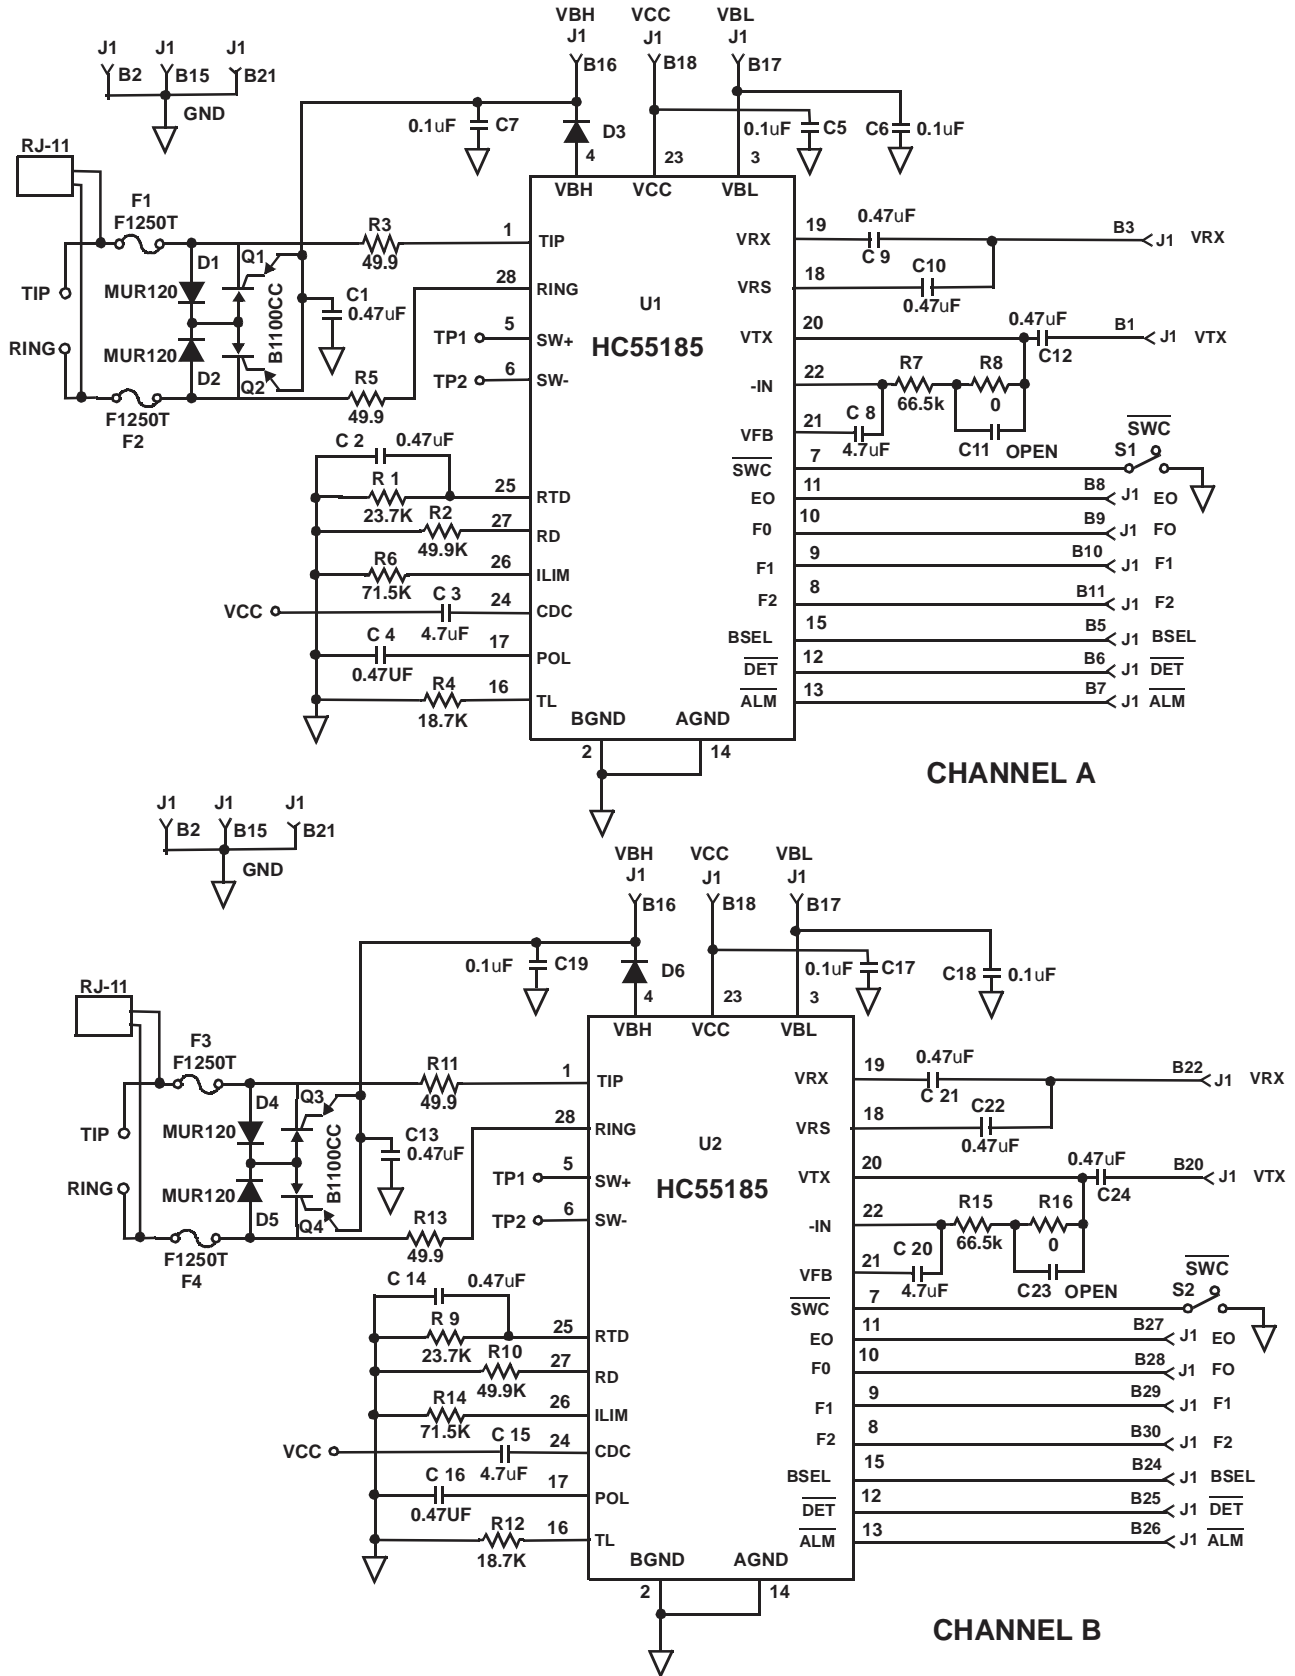 VBH VCC VBL
J1 J1 J1 J1 J1 J1
B2 B15 B21 B16 B18 B17
GND
0.1uF C7 D3 0.1uF C5 C6 0.1uF
RJ-11
4 23 3
VBH VCC VBL
F1
F1250T
R3 1 TIP
49.9
VRX 19 0.47uF C 9 B3 J1 VRX
D1 Q1
28 RING
VRS 18 C10 0.47uF
TIP MUR120 B1100CC C1 0.47uF
U1
HC55185
TP1 5 SW+
VTX 20 0.47uF C12 B1 J1 VTX
RING MUR120
D2 Q2
TP2 6 SW-
R5
49.9
-IN 22 R7 66.5k R8 0
F1250T
F2
VFB 21 C 8 4.7uF C11 OPEN
C 2 0.47uF
SWC 7 S1 SWC
R 1 25 RTD
23.7K
EO 11 B8 J1 EO
R2 27 RD
49.9K
F0 10 B9 J1 FO
R6 26 ILIM
71.5K
F1 9 B10 J1 F1
VCC C 3 24 CDC
4.7uF
F2 8 B11 J1 F2
C 4 17 POL
0.47UF
BSEL 15 B5 J1 BSEL
DET 12 B6 J1 DET
R4 16 TL
18.7K
ALM 13 B7 J1 ALM
BGND AGND
2 14
CHANNEL A
J1 J1 J1
B2 B15 B21
GND
VBH VCC VBL
J1 J1 J1
B16 B18 B17
0.1uF C19 D6 0.1uF C17 C18 0.1uF
RJ-11
4 23 3
VBH VCC VBL
F3
F1250T
R11 1 TIP
49.9
VRX 19 0.47uF C 21 B22 J1 VRX
D4 Q3
28 RING
VRS 18 C22 0.47uF
TIP MUR120 B1100CC C13 0.47uF
U2
HC55185
TP1 5 SW+
VTX 20 0.47uF C24 B20 J1 VTX
RING MUR120
D5 Q4
TP2 6 SW-
R13
49.9
-IN 22 R15 66.5k R16 0
F1250T
F4
VFB 21 C 20 4.7uF C23 OPEN
C 14 0.47uF
SWC 7 S2 SWC
R 9 25 RTD
23.7K
EO 11 B27 J1 EO
R10 27 RD
49.9K
F0 10 B28 J1 FO
R14 26 ILIM
71.5K
F1 9 B29 J1 F1
VCC C 15 24 CDC
4.7uF
F2 8 B30 J1 F2
C 16 17 POL
0.47UF
BSEL 15 B24 J1 BSEL
DET 12 B25 J1 DET
R12 16 TL
18.7K
ALM 13 B26 J1 ALM
BGND AGND
2 14
CHANNEL B